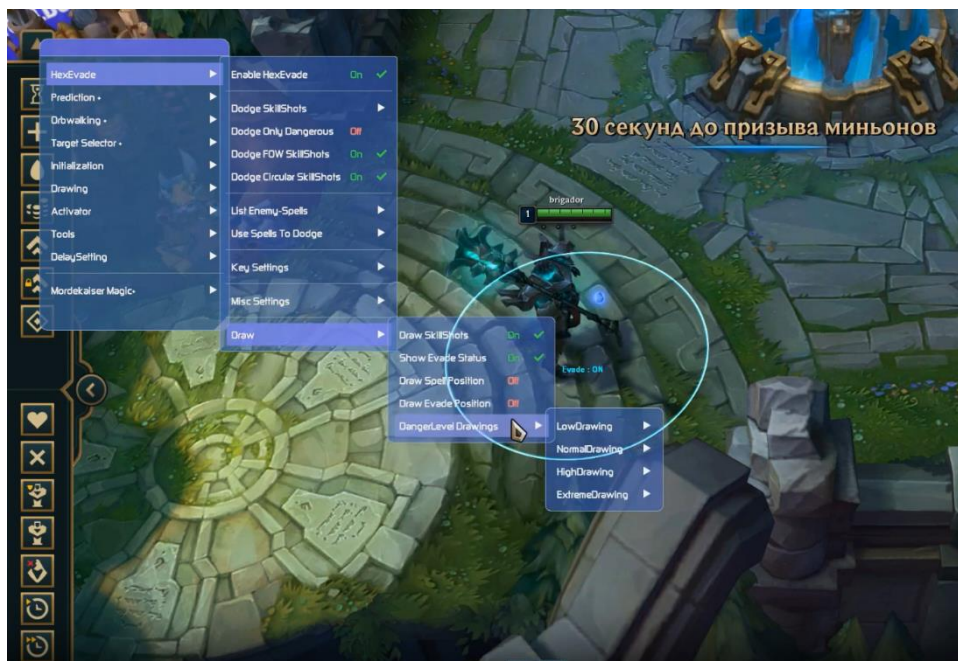 HexEvade
Prediction •
Orbwalking •
Target Selector •
Initialization
Drawing
Activator
Tools
DelaySetting
Mordekaiser Magic•
Enable HexEvade On
Dodge SkillShots
Dodge Only Dangerous Off
Dodge FOW SkillShots On
Dodge Circular SkillShots On
List Enemy-Spells
Use Spells To Dodge
Key Settings
Misc Settings
Draw
Draw SkillShots On
Show Evade Status On
Draw Spell Position Off
Draw Evade Position Off
DangerLevel Drawings
LowDrawing
NormalDrawing
HighDrawing
ExtremeDrawing
30 секунд до призыва миньонов
brigador
1
Evade : ON